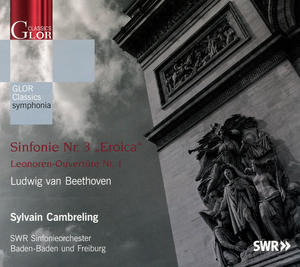 CLASSICS
GLOR
GLOR
Classics
symphonia
Sinfonie Nr. 3 „Eroica“
Leonoren-Ouvertüre Nr. 1
Ludwig van Beethoven
Sylvain Cambreling
SWR Sinfonieorchester
Baden-Baden und Freiburg
SWR